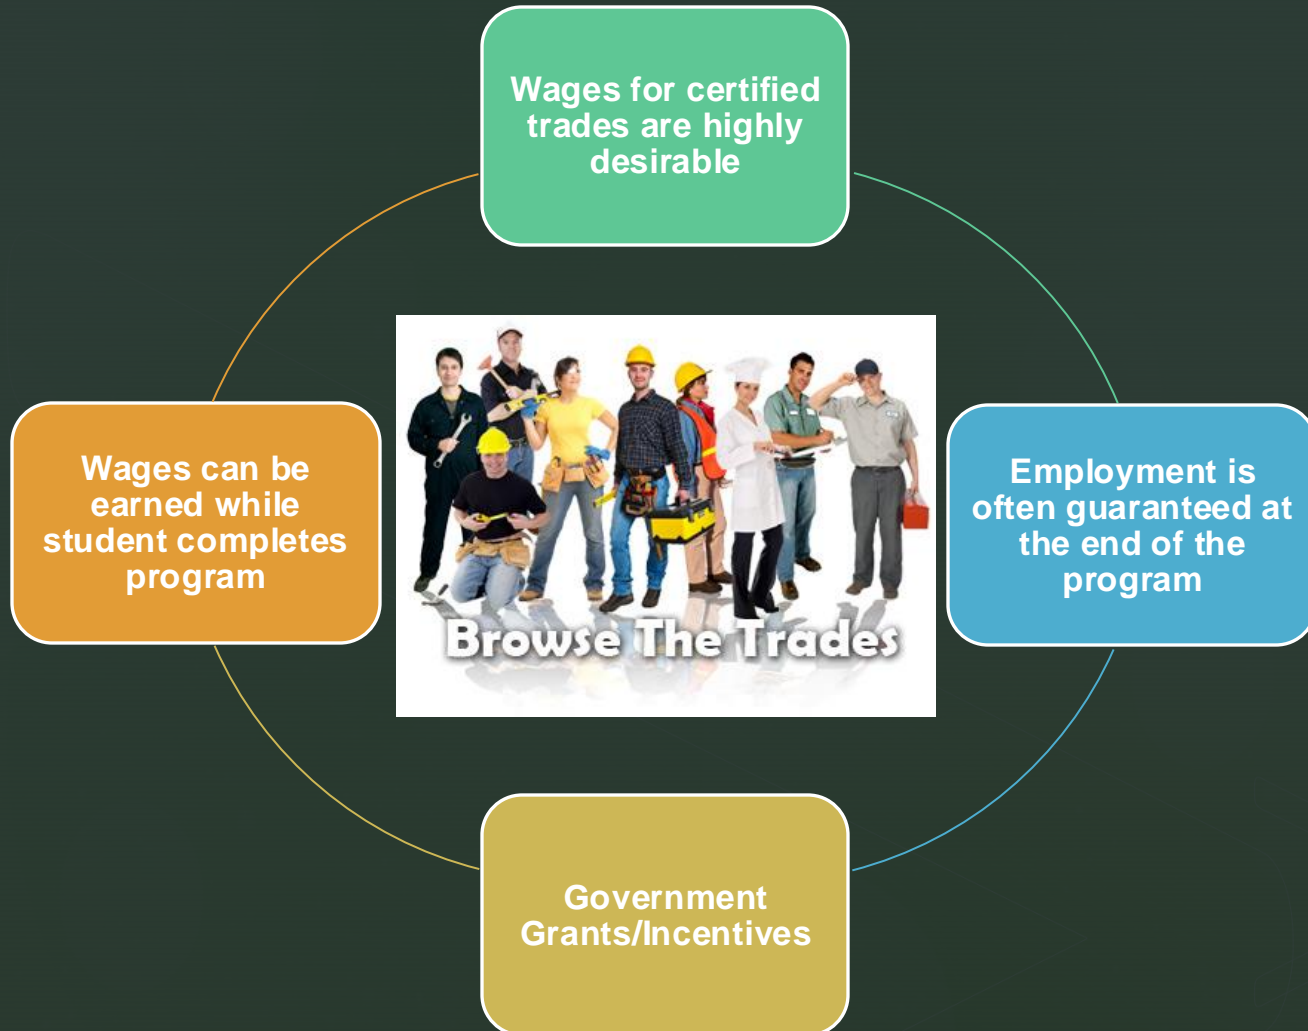 Wages for certified
trades are highly
desirable
Employment is
often guaranteed at
the end of the
program
Government
Grants/Incentives
Wages can be
earned while
student completes
program
Browse The Trades